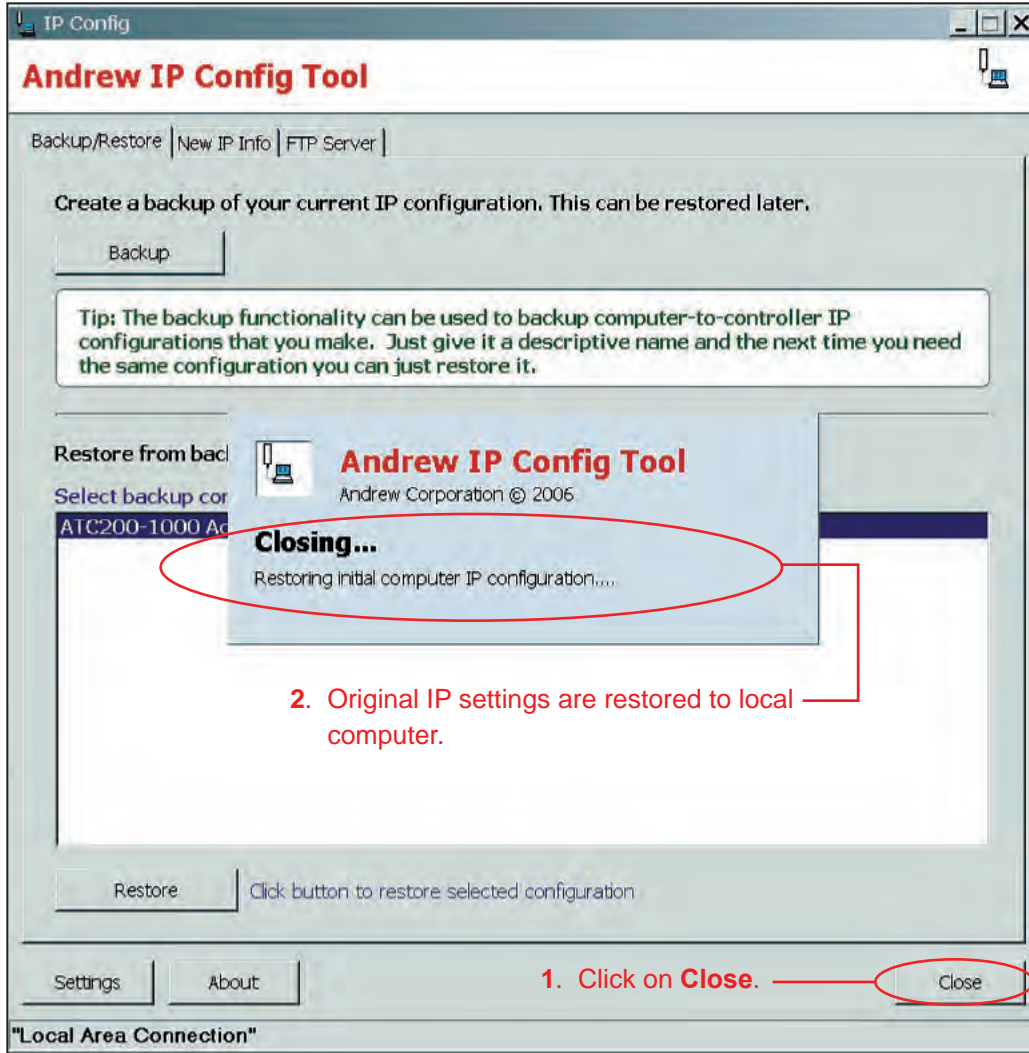 IP Config
Andrew IP Config Tool
Backup/Restore New IP Info FTP Server
Create a backup of your current IP configuration. This can be restored later.
Backup
Tip: The backup functionality can be used to backup computer-to-controller IP
configurations that you make. Just give it a descriptive name and the next time you need
the same configuration you can just restore it.
Restore from
Select backup
ATC200-1000
Andrew IP Config Tool
Andrew Corporation © 2006
Closing...
Restoring initial computer IP configuration....
2. Original IP settings are restored to local
computer.
Restore
Click button to restore selected configuration
Settings
About
1. Click on Close.
Close
"Local Area Connection"